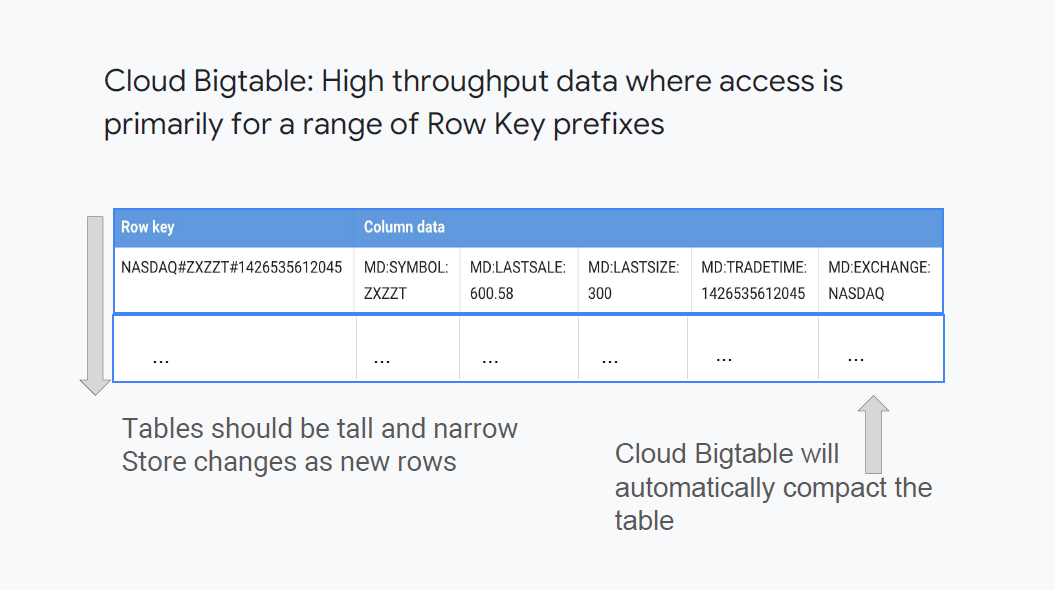 Cloud Bigtable: High throughput data where access is
primarily for a range of Row Key prefixes
Row key Column data
NASDAQ#ZXZZT#1426535612045 MD:SYMBOL: MD:LASTSALE: MD:LASTSIZE: MD:TRADETIME: MD:EXCHANGE:
ZXZZT 600.58 300 1426535612045 NASDAQ
... ... ... ... ... ...
Tables should be tall and narrow
Store changes as new rows
Cloud Bigtable will
automatically compact the
table